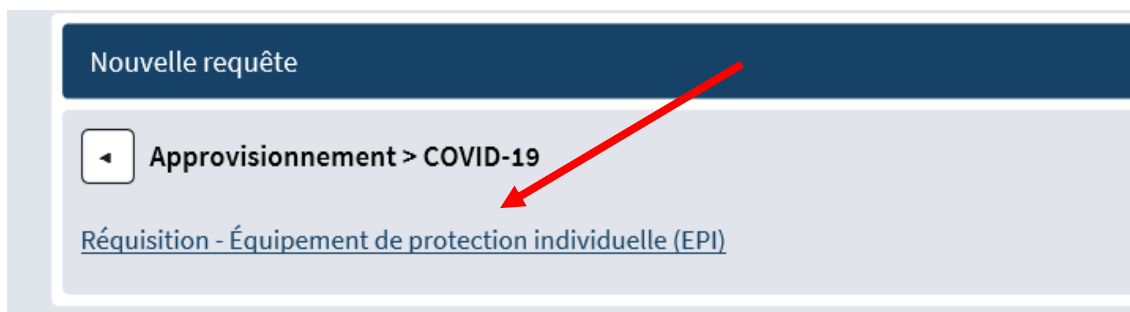 Nouvelle requête
Approvisionnement > COVID-19
Réquisition - Équipement de protection individuelle (EPI)